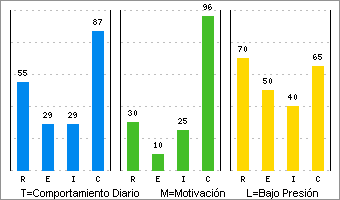 87
55
29 29
R E I C
T=Comportamiento Diario
96
30
25
10
R E I C
M=Motivación
70
65
50
40
R E I C
L=Bajo Presión